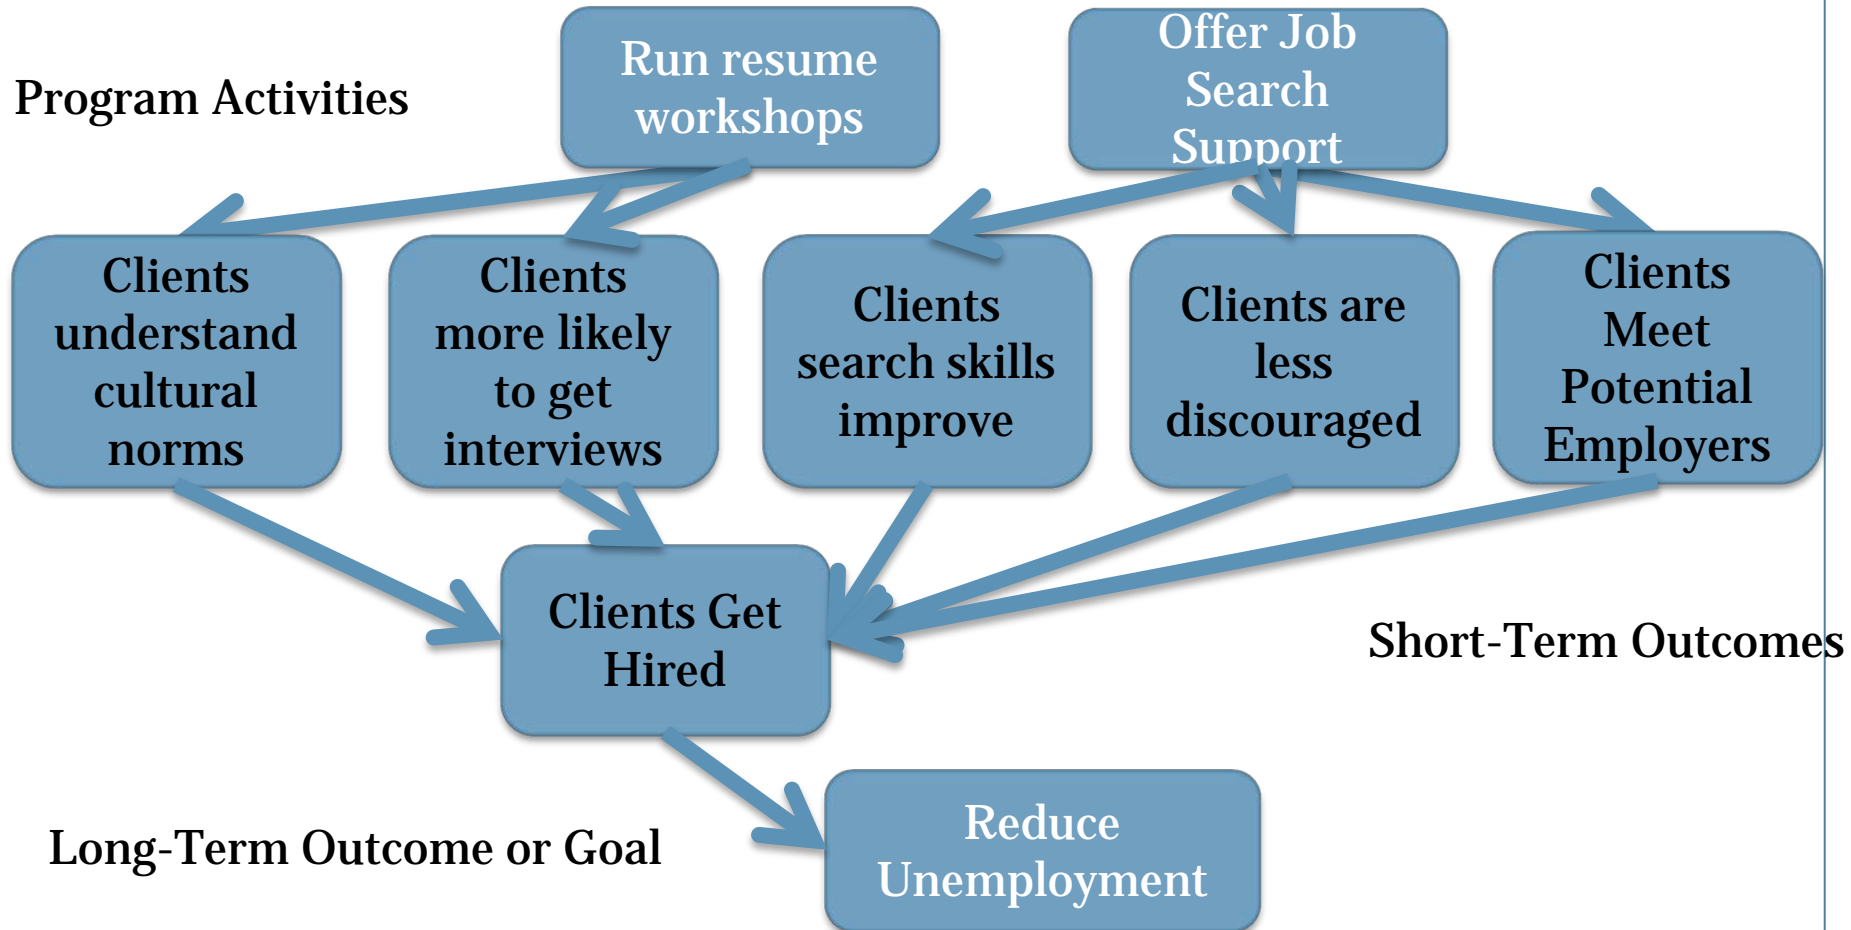 Program Activities
Run resume
workshops
Offer Job
Search
Support
Clients
understand
cultural
norms
Clients
more likely
to get
interviews
Clients
search skills
improve
Clients are
less
discouraged
Clients
Meet
Potential
Employers
Clients Get
Hired
Short-Term Outcomes
Long-Term Outcome or Goal
Reduce
Unemployment